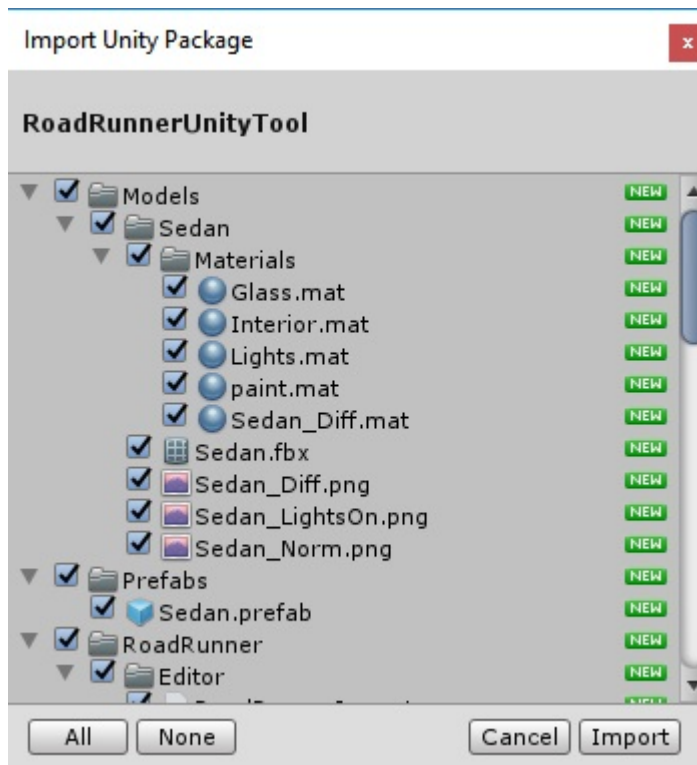 Import Unity Package
x
RoadRunnerUnityTool
Models NEW
Sedan NEW
Materials NEW
Glass.mat NEW
Interior.mat NEW
Lights.mat NEW
paint.mat NEW
Sedan_Diff.mat NEW
Sedan.fbx NEW
Sedan_Diff.png NEW
Sedan_LightsOn.png NEW
Sedan_Norm.png NEW
Prefabs NEW
Sedan.prefab NEW
RoadRunner NEW
Editor NEW
All None Cancel Import